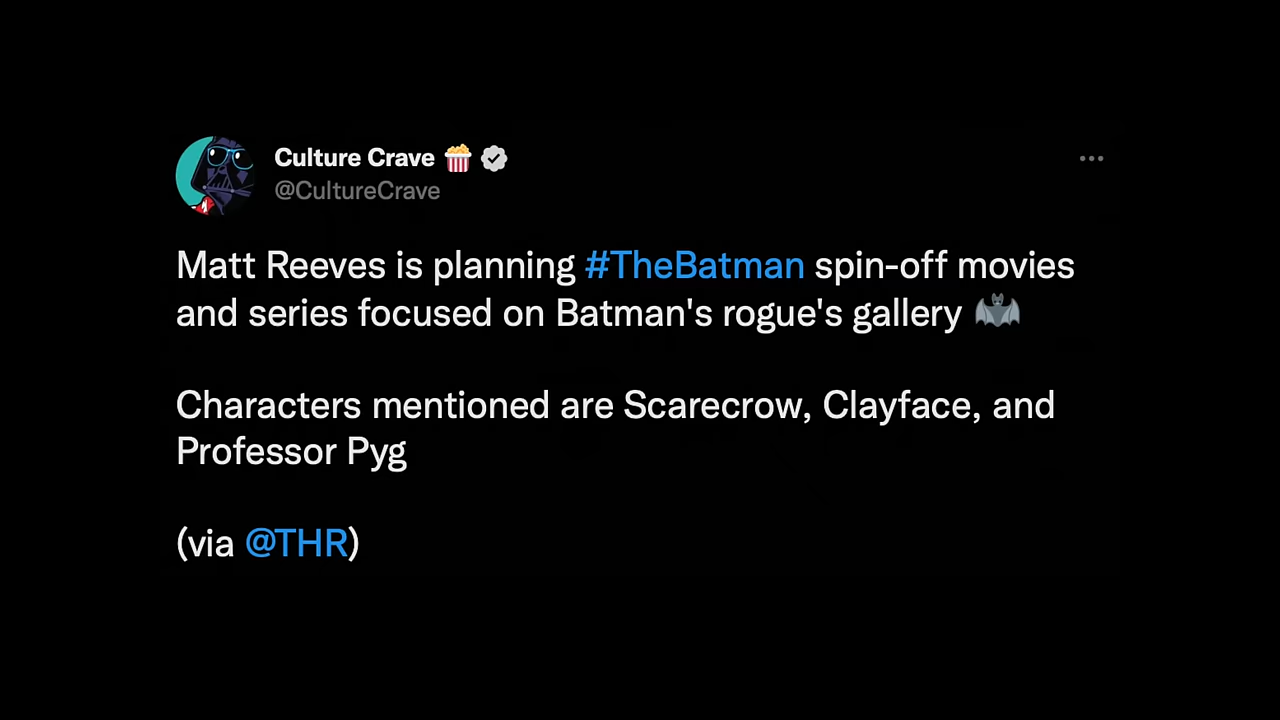 Culture Crave 🍿
@CultureCrave
Matt Reeves is planning #TheBatman spin-off movies
and series focused on Batman's rogue's gallery 🦇
Characters mentioned are Scarecrow, Clayface, and
Professor Pyg
(via @THR)